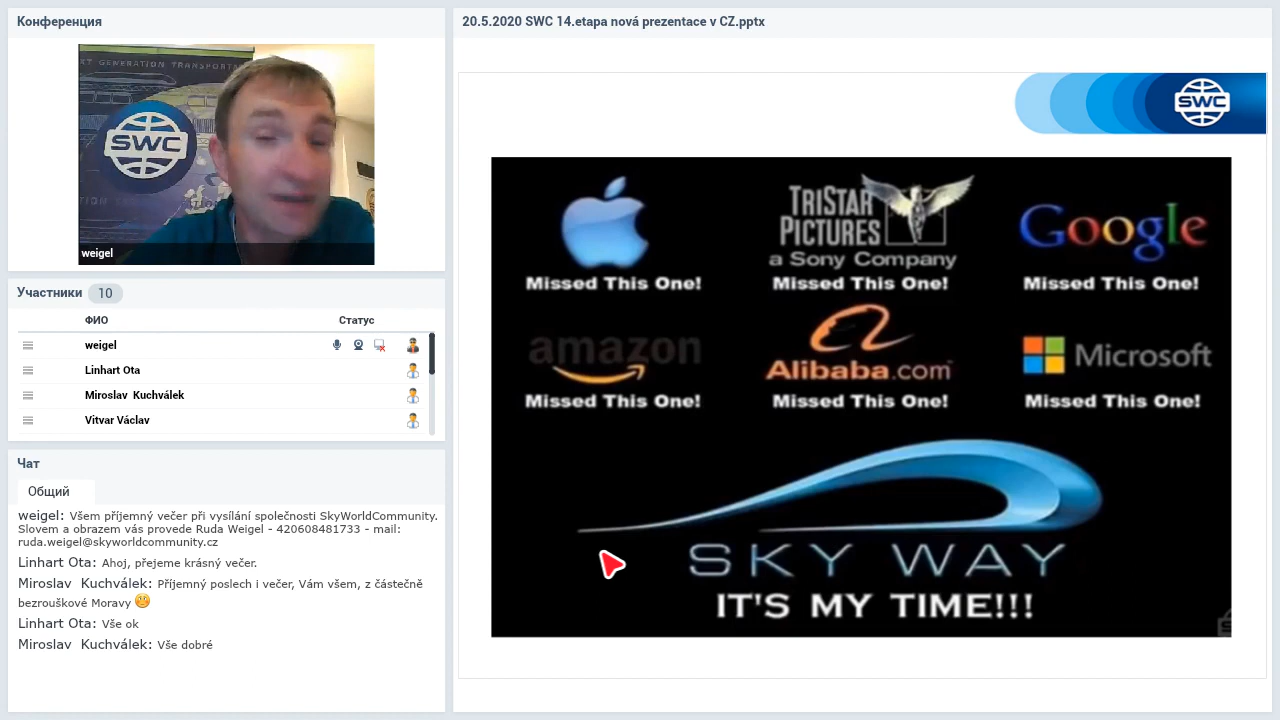 Конференция
NEXT GENERATION TRANSPORT
SWC
weigel
Участники 10
ФИО Статус
weigel
Linhart Ota
Miroslav Kuchválek
Vitvar Václav
Чат
Общий
weigel: Všem příjemný večer při vysílání společnosti SkyWorldCommunity.
Slovem a obrazem vás provede Ruda Weigel - 420608481733 - mail:
ruda.weigel@skyworldcommunity.cz
Linhart Ota: Ahoj, přejeme krásný večer.
Miroslav Kuchválek: Příjemný poslech i večer, Vám všem, z částečně
bezrouškové Moravy
Linhart Ota: Vše ok
Miroslav Kuchválek: Vše dobré
20.5.2020 SWC 14.etapa nová prezentace v CZ.pptx
SWC
TRISTAR
PICTURES
a Sony Company
Google
Missed This One! Missed This One! Missed This One!
amazon Alibaba.com Microsoft
Missed This One! Missed This One! Missed This One!
SKY WAY
IT'S MY TIME!!!